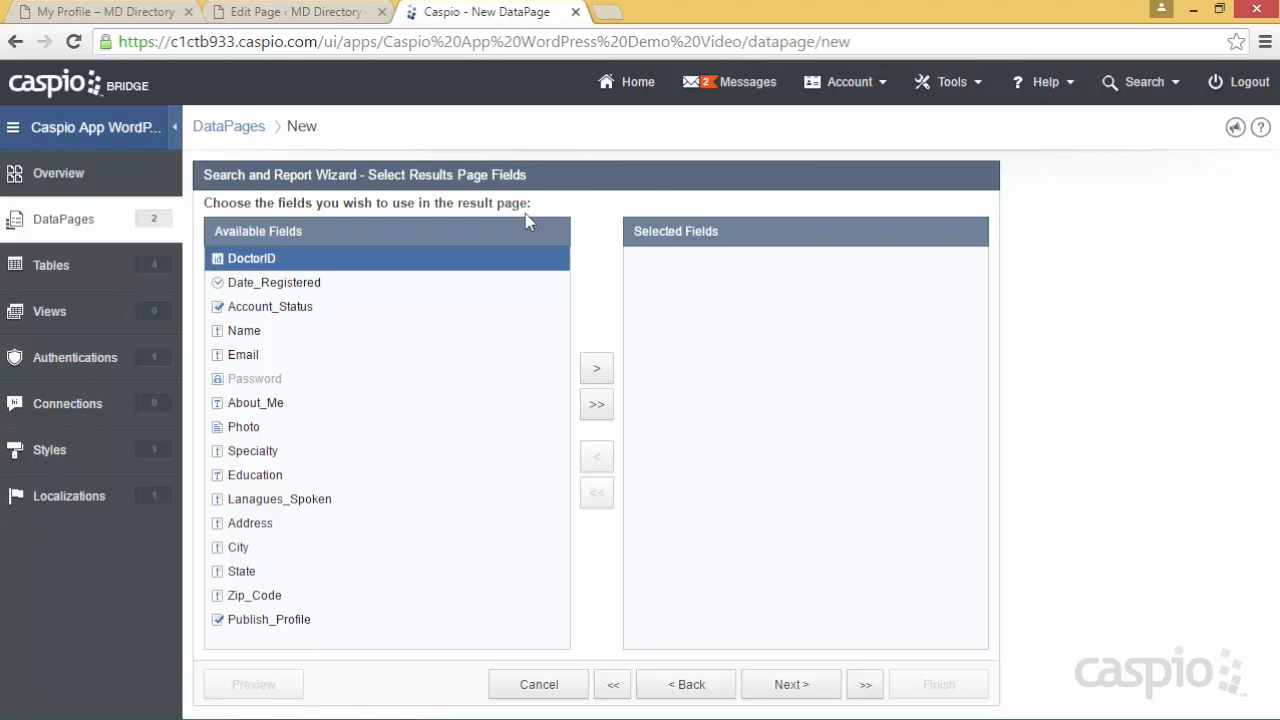 My Profile – MD Directory
Edit Page ‹ MD Directory
Caspio - New DataPage
https://c1ctb933.caspio.com/ui/apps/Caspio%20App%20WordPress%20Demo%20Video/datapage/new
caspio BRIDGE
Home
2 Messages
Account
Tools
? Help
Search
Logout
Caspio App WordP...
DataPages > New
?
Overview
DataPages 2
Tables 4
Views 0
Authentications 1
Connections 0
Styles 1
Localizations 1
Search and Report Wizard - Select Results Page Fields
Choose the fields you wish to use in the result page:
Available Fields
DoctorID
Date_Registered
Account_Status
Name
Email
Password
About_Me
Photo
Specialty
Education
Lanagues_Spoken
Address
City
State
Zip_Code
Publish_Profile
>
>>
<
<<
Selected Fields
Preview
Cancel
<<
< Back
Next >
>>
Finish
caspio